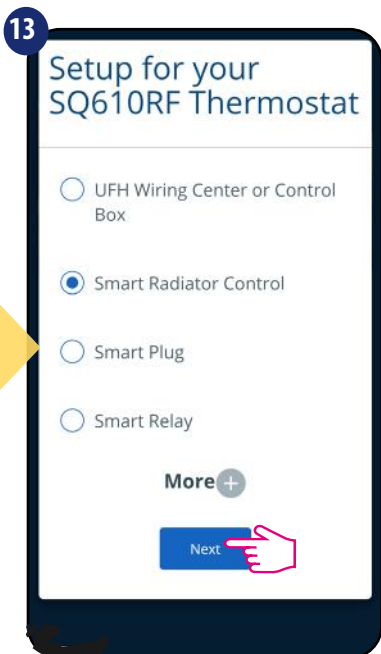 13
Setup for your
SQ610RF Thermostat
UFH Wiring Center or Control
Box
Smart Radiator Control
Smart Plug
Smart Relay
More +
Next